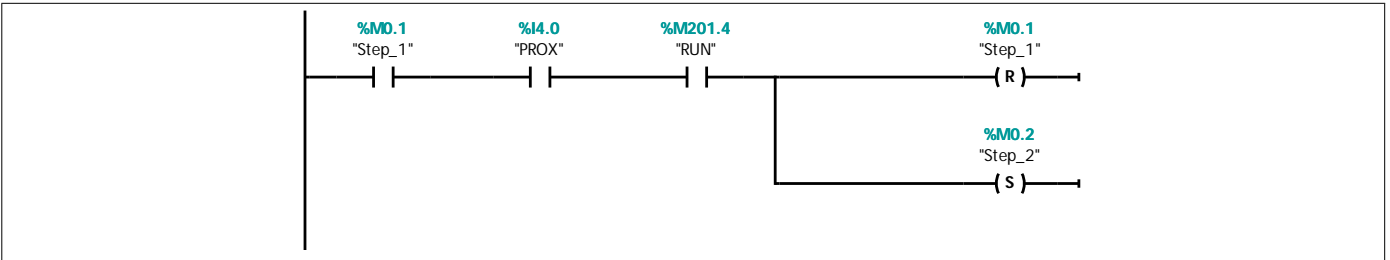 %M0.1 %I4.0 %M201.4 %M0.1
"Step_1" "PROX" "RUN" "Step_1"
R
%M0.2
"Step_2"
S